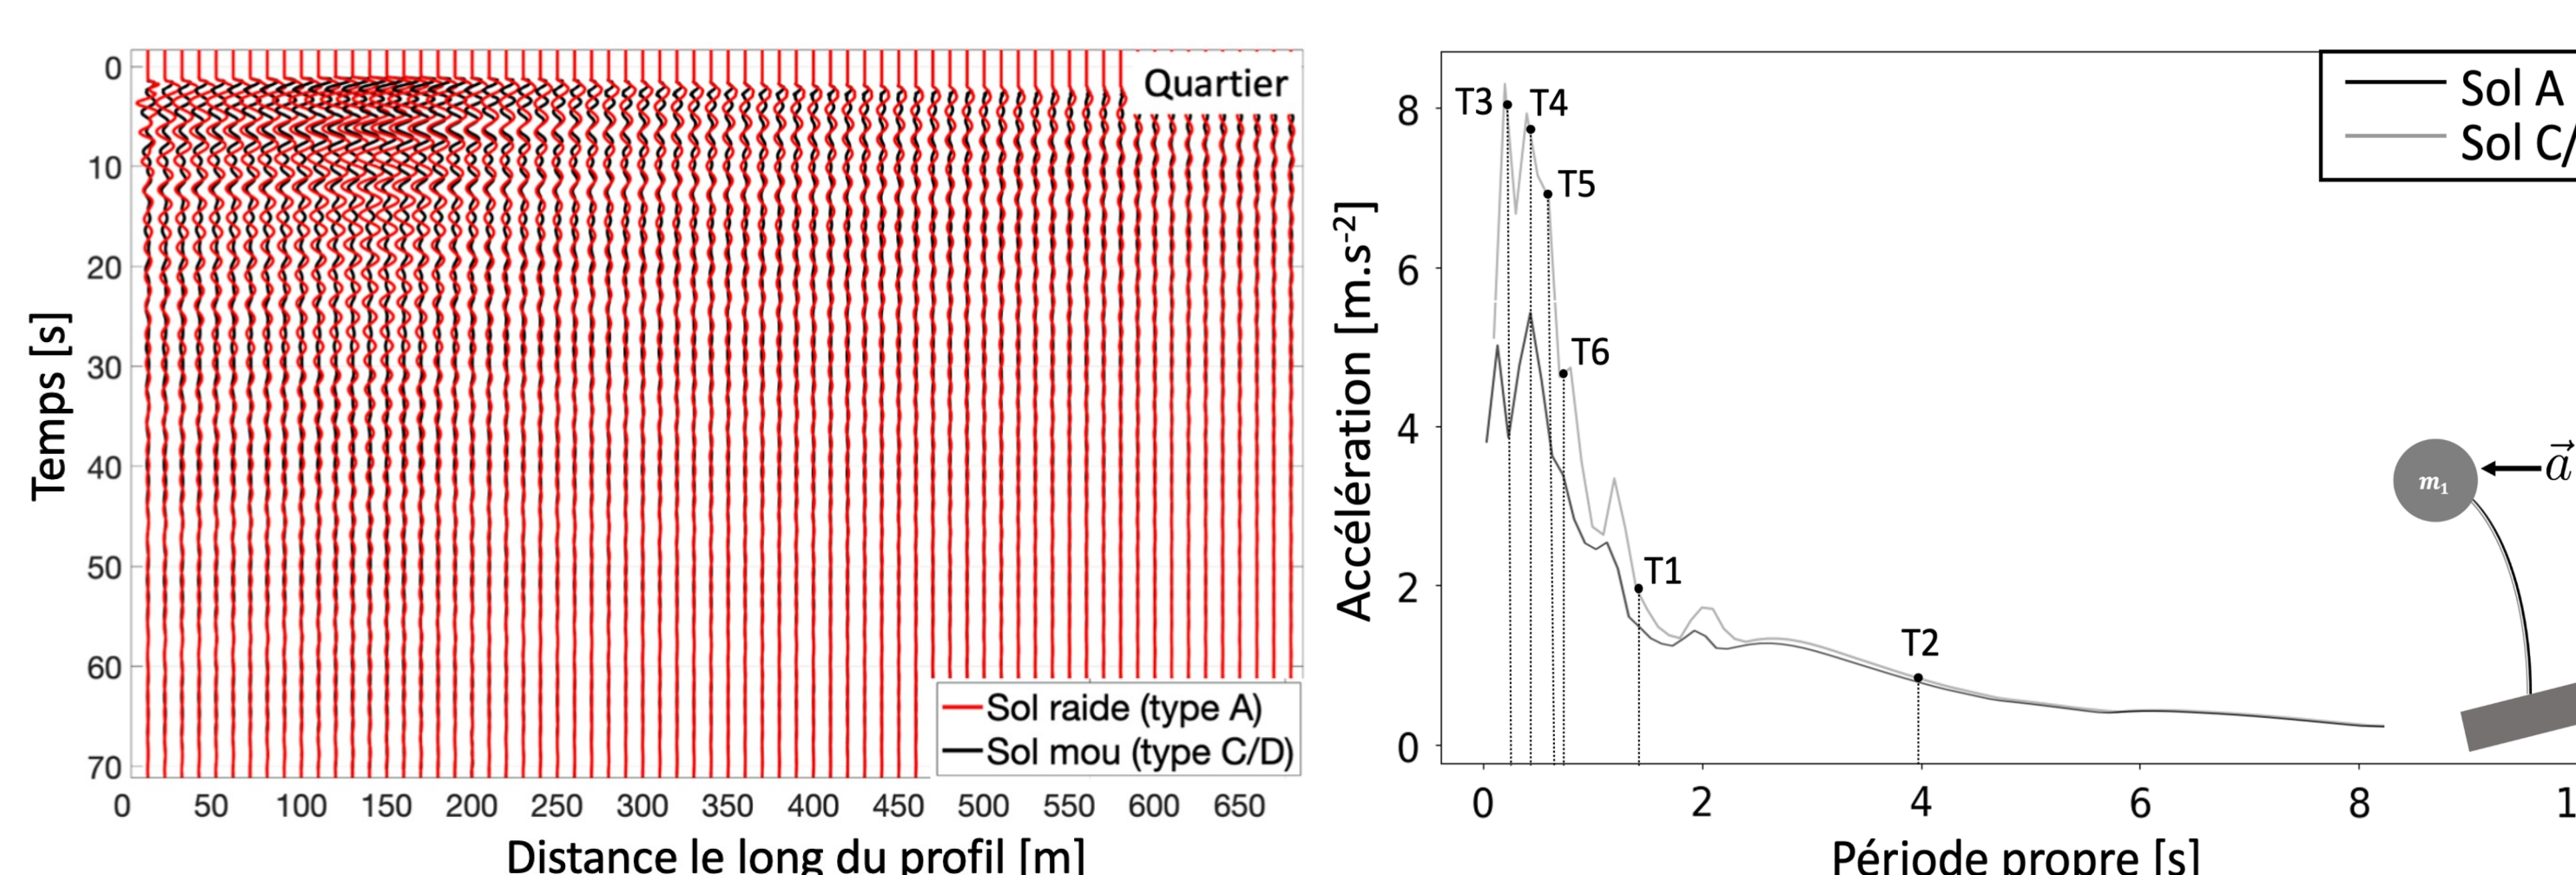 Quartier
0
10
20
30
40
50
60
70
Temps [s]
Sol raide (type A)
Sol mou (type C/D)
0 50 100 150 200 250 300 350 400 450 500 550 600 650
Distance le long du profil [m]
Sol A
Sol C/
8
6
4
2
0
Accélération [m.s-2]
T3
T4
T5
T6
T1
T2
m1
a
0 2 4 6 8 1
Période propre [s]